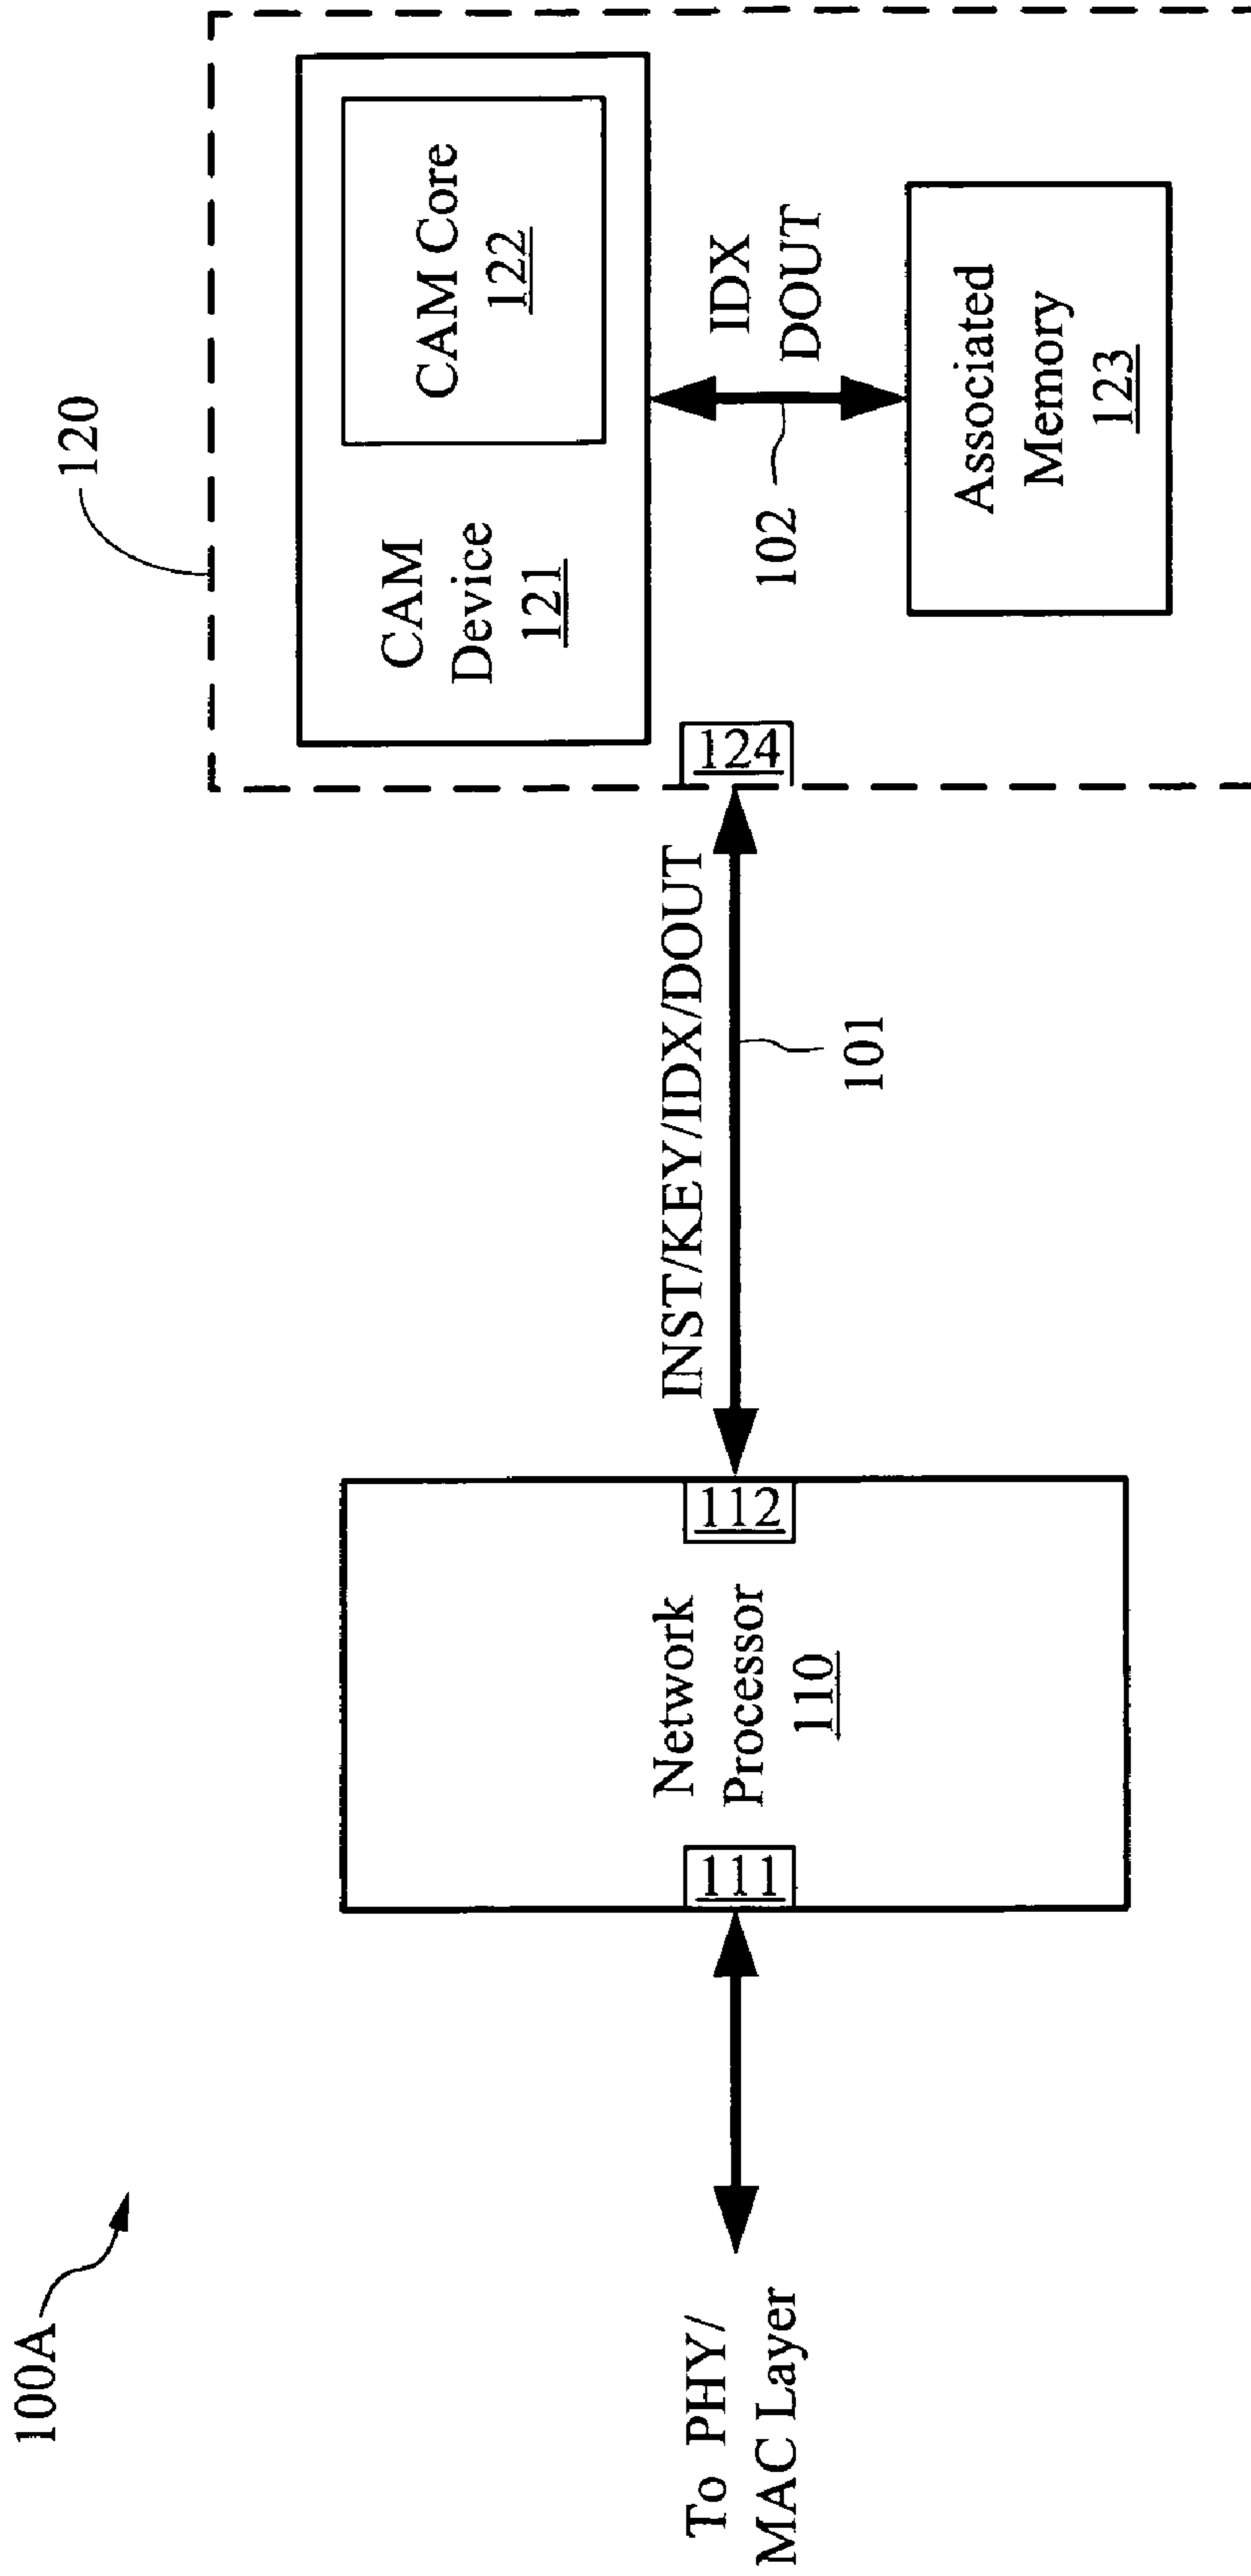 100A
120
To PHY/
MAC Layer
111
Network
Processor
110
112
INST/KEY/IDX/DOUT
101
124
CAM
Device
121
CAM Core
122
102
IDX
DOUT
Associated
Memory
123